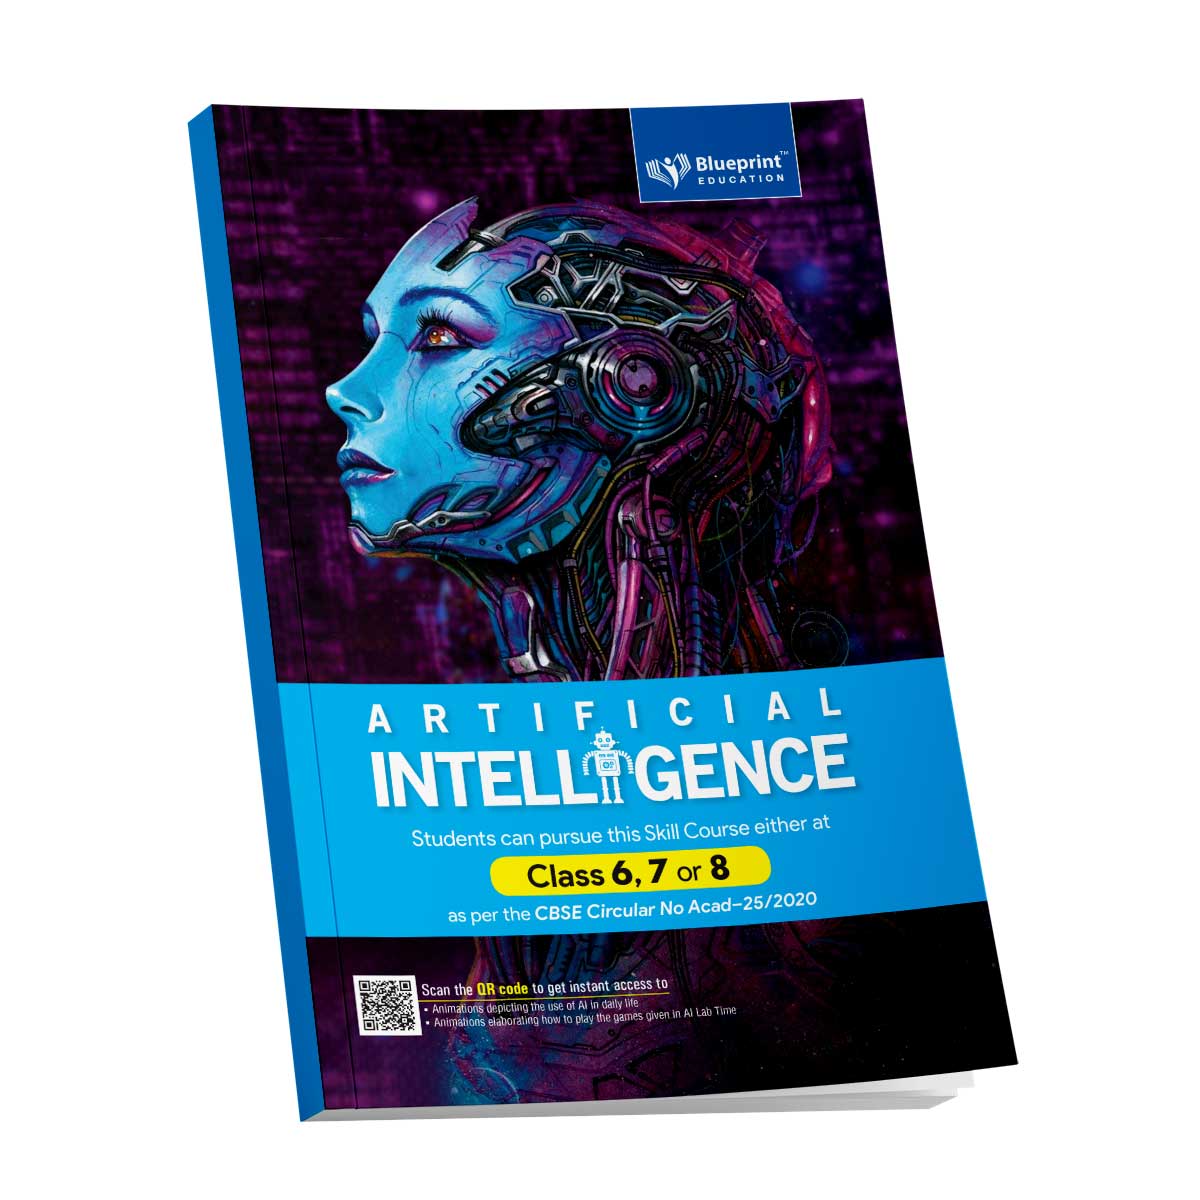 Blueprint™
EDUCATION
ARTIFICIAL
INTELLIGENCE
Students can pursue this Skill Course either at
Class 6, 7 or 8
as per the CBSE Circular No Acad–25/2020
Scan the QR code to get instant access to
• Animations depicting the use of AI in daily life
• Animations elaborating how to play the games given in AI Lab Time